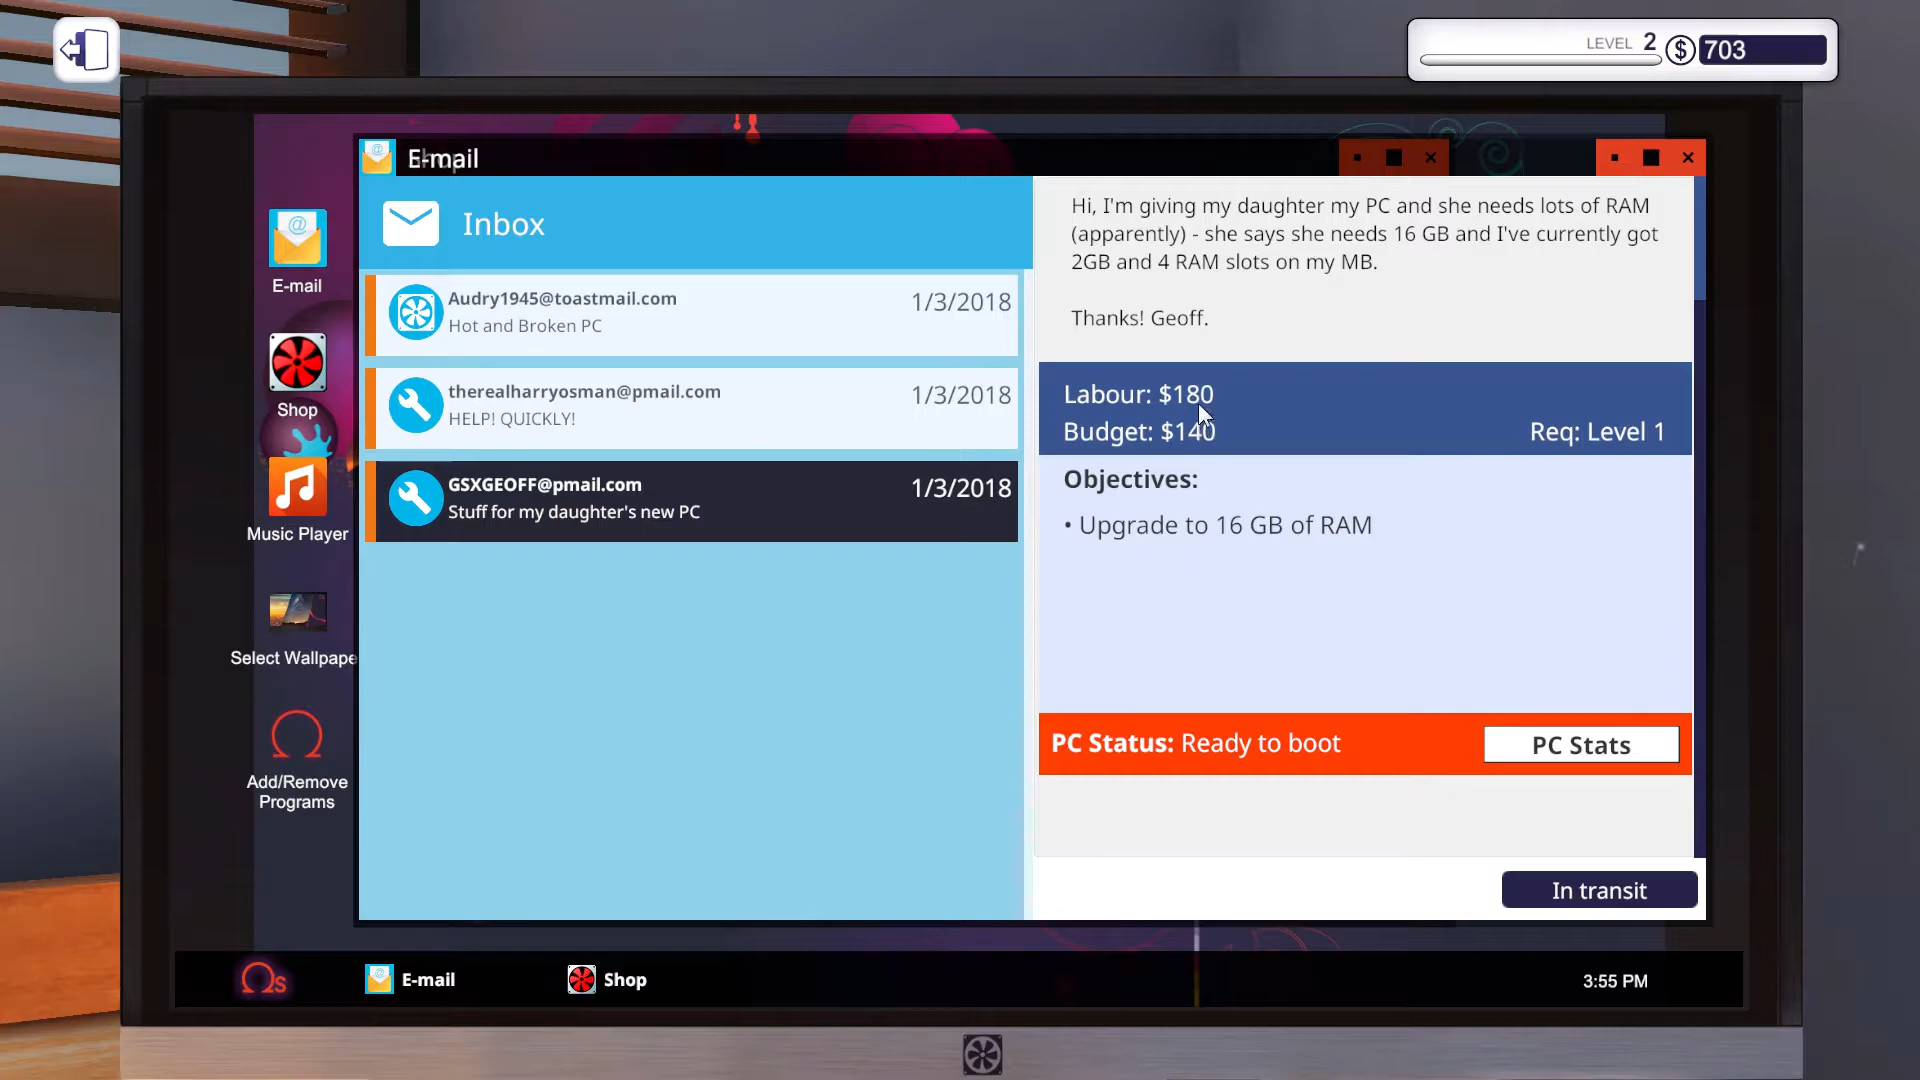 LEVEL 2 $ 703
E-mail
Inbox
Audry1945@toastmail.com 1/3/2018
Hot and Broken PC
therealharryosman@pmail.com 1/3/2018
HELP! QUICKLY!
GSXGEOFF@pmail.com 1/3/2018
Stuff for my daughter's new PC
Hi, I'm giving my daughter my PC and she needs lots of RAM
(apparently) - she says she needs 16 GB and I've currently got
2GB and 4 RAM slots on my MB.
Thanks! Geoff.
Labour: $180
Budget: $140 Req: Level 1
Objectives:
• Upgrade to 16 GB of RAM
PC Status: Ready to boot PC Stats
In transit
E-mail
Shop
Music Player
Select Wallpape
Add/Remove
Programs
Ωs E-mail Shop 3:55 PM